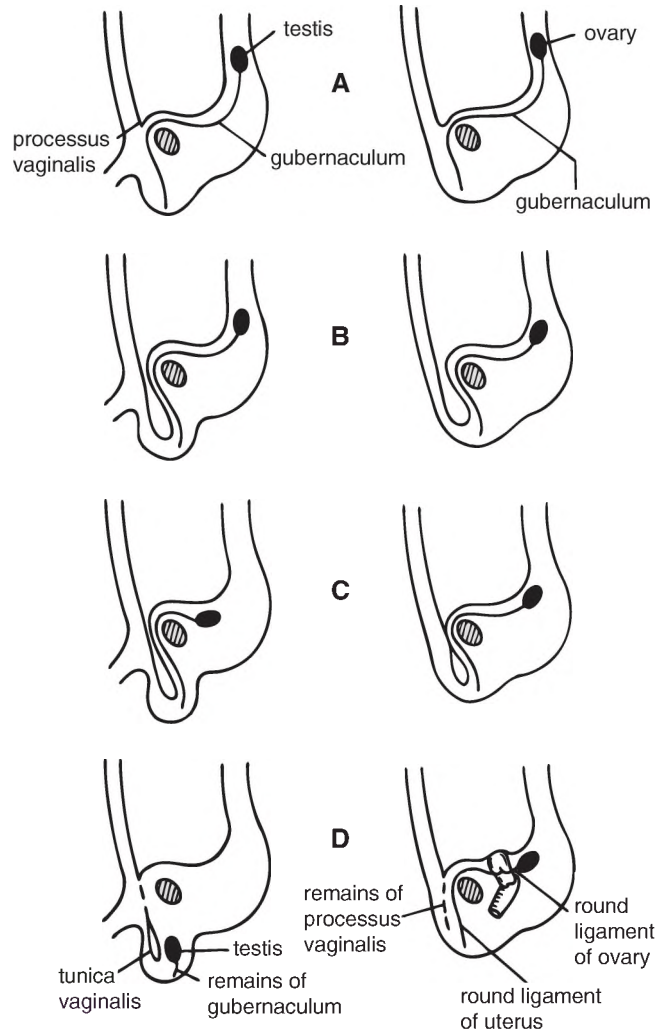 testis
ovary
A
processus
vaginalis
gubernaculum
gubernaculum
B
C
D
remains of
processus
vaginalis
round
ligament
of ovary
testis
tunica
vaginalis
remains of
gubernaculum
round ligament
of uterus